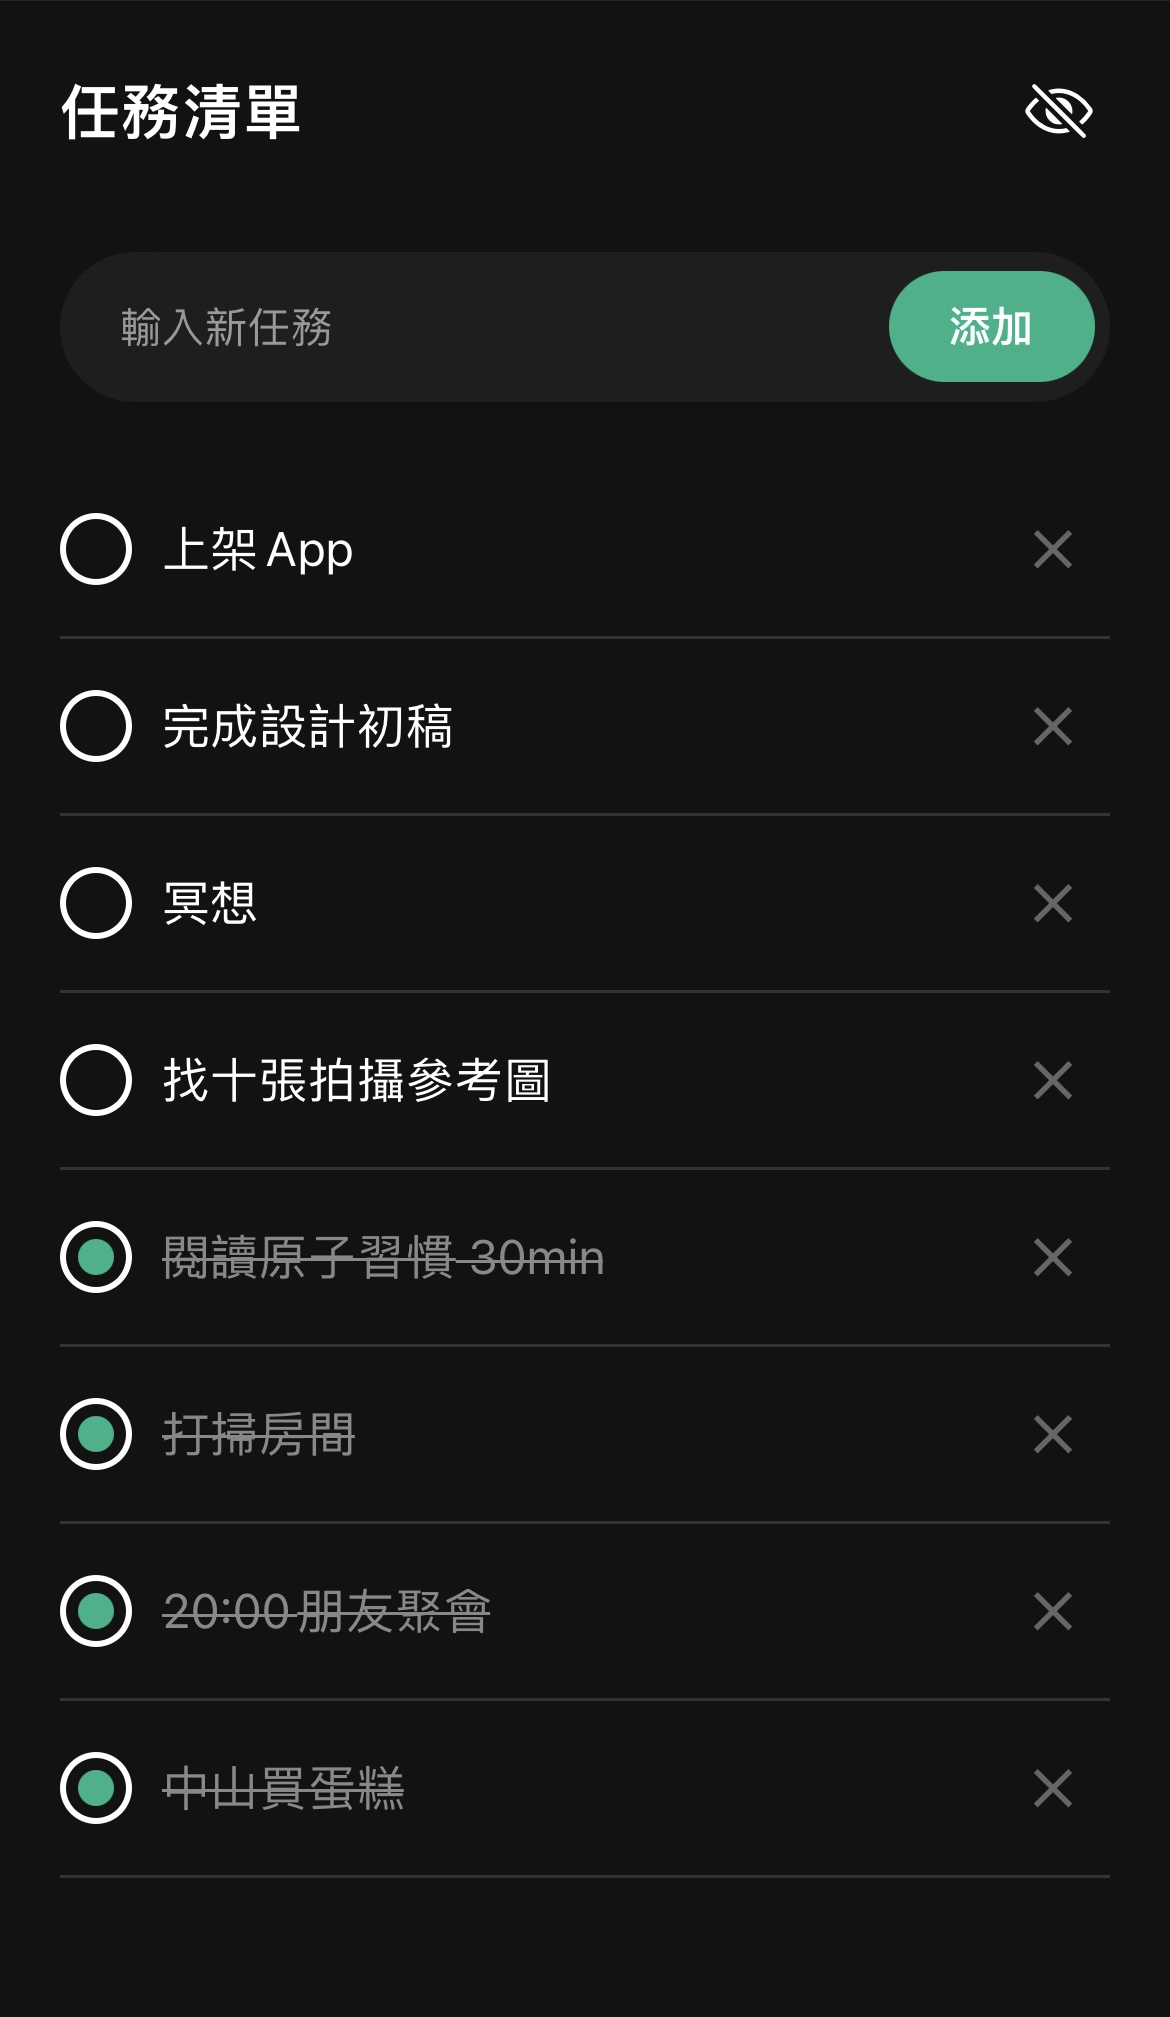 任務清單
輸入新任務
添加
上架 App
完成設計初稿
冥想
找十張拍攝參考圖
閱讀原子習慣 30min
打掃房間
20:00 朋友聚會
中山買蛋糕